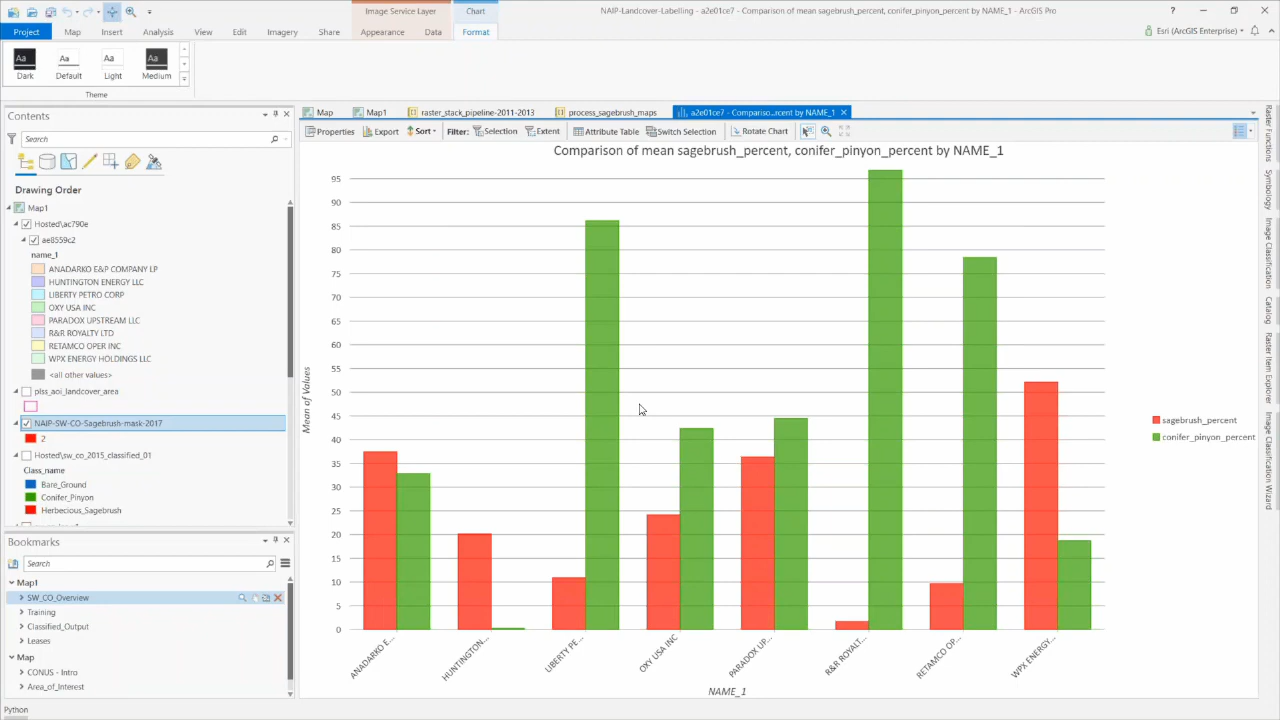 Image Service Layer
Chart
NAIP-Landcover-Labelling - a2e01ce7 - Comparison of mean sagebrush_percent, conifer_pinyon_percent by NAME_1 - ArcGIS Pro
Project Map Insert Analysis View Edit Imagery Share Appearance Data Format
Esri (ArcGIS Enterprise)
Aa Aa Aa Aa
Dark Default Light Medium
Theme
Contents
Search
Drawing Order
Map1
Hosted\ac790e
ae8559c2
name_1
ANADARKO E&P COMPANY LP
HUNTINGTON ENERGY LLC
LIBERTY PETRO CORP
OXY USA INC
PARADOX UPSTREAM LLC
R&R ROYALTY LTD
RETAMCO OPER INC
WPX ENERGY HOLDINGS LLC
<all other values>
plss_aoi_landcover_area
NAIP-SW-CO-Sagebrush-mask-2017
2
Hosted\sw_co_2015_classified_01
Class_name
Bare_Ground
Conifer_Pinyon
Herbecious_Sagebrush
Bookmarks
Search
Map1
SW_CO_Overview
Training
Classified_Output
Leases
Map
CONUS - Intro
Area_of_Interest
Python
Map Map1 raster_stack_pipeline-2011-2013 process_sagebrush_maps a2e01ce7 - Compariso...rcent by NAME_1
Properties Export Sort Filter: Selection Extent Attribute Table Switch Selection Rotate Chart
Comparison of mean sagebrush_percent, conifer_pinyon_percent by NAME_1
Mean of Values
95
90
85
80
75
70
65
60
55
50
45
40
35
30
25
20
15
10
5
0
ANADARKO E...
HUNTINGTON...
LIBERTY PE...
OXY USA INC
PARADOX UP...
R&R ROYALT...
RETAMCO OP...
WPX ENERGY...
NAME_1
sagebrush_percent
conifer_pinyon_percent
Raster Functions
Symbology
Image Classification
Catalog
Raster Item Explorer
Image Classification Wizard